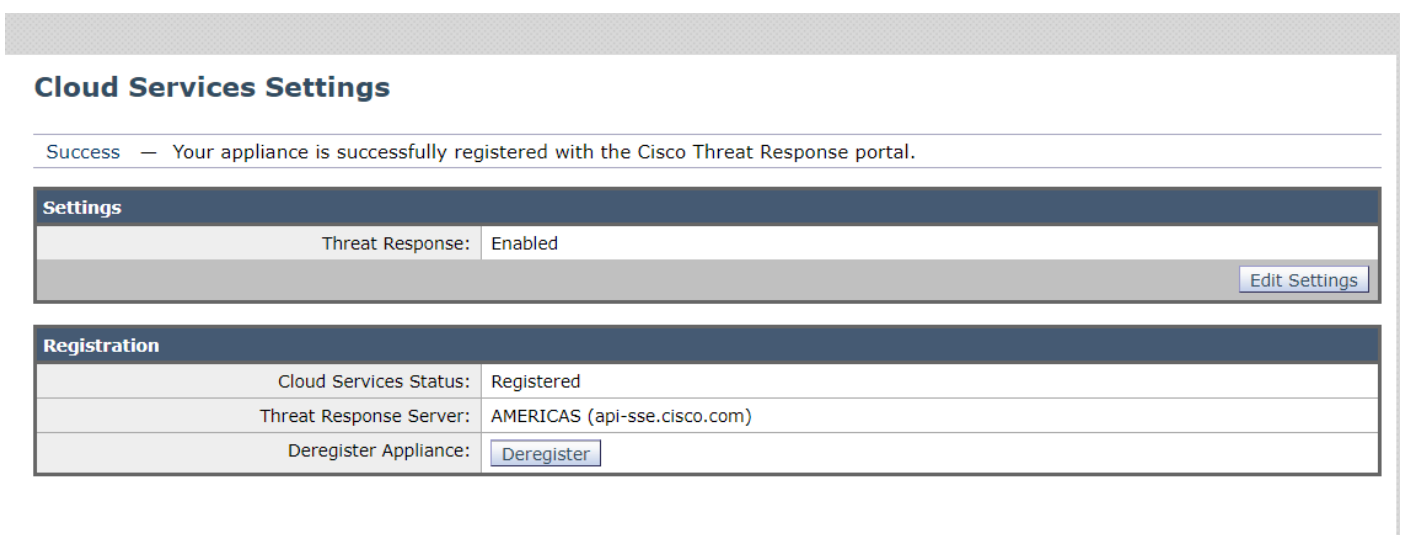 Cloud Services Settings
Success — Your appliance is successfully registered with the Cisco Threat Response portal.
Settings
Threat Response: Enabled
Edit Settings
Registration
Cloud Services Status: Registered
Threat Response Server: AMERICAS (api-sse.cisco.com)
Deregister Appliance: Deregister